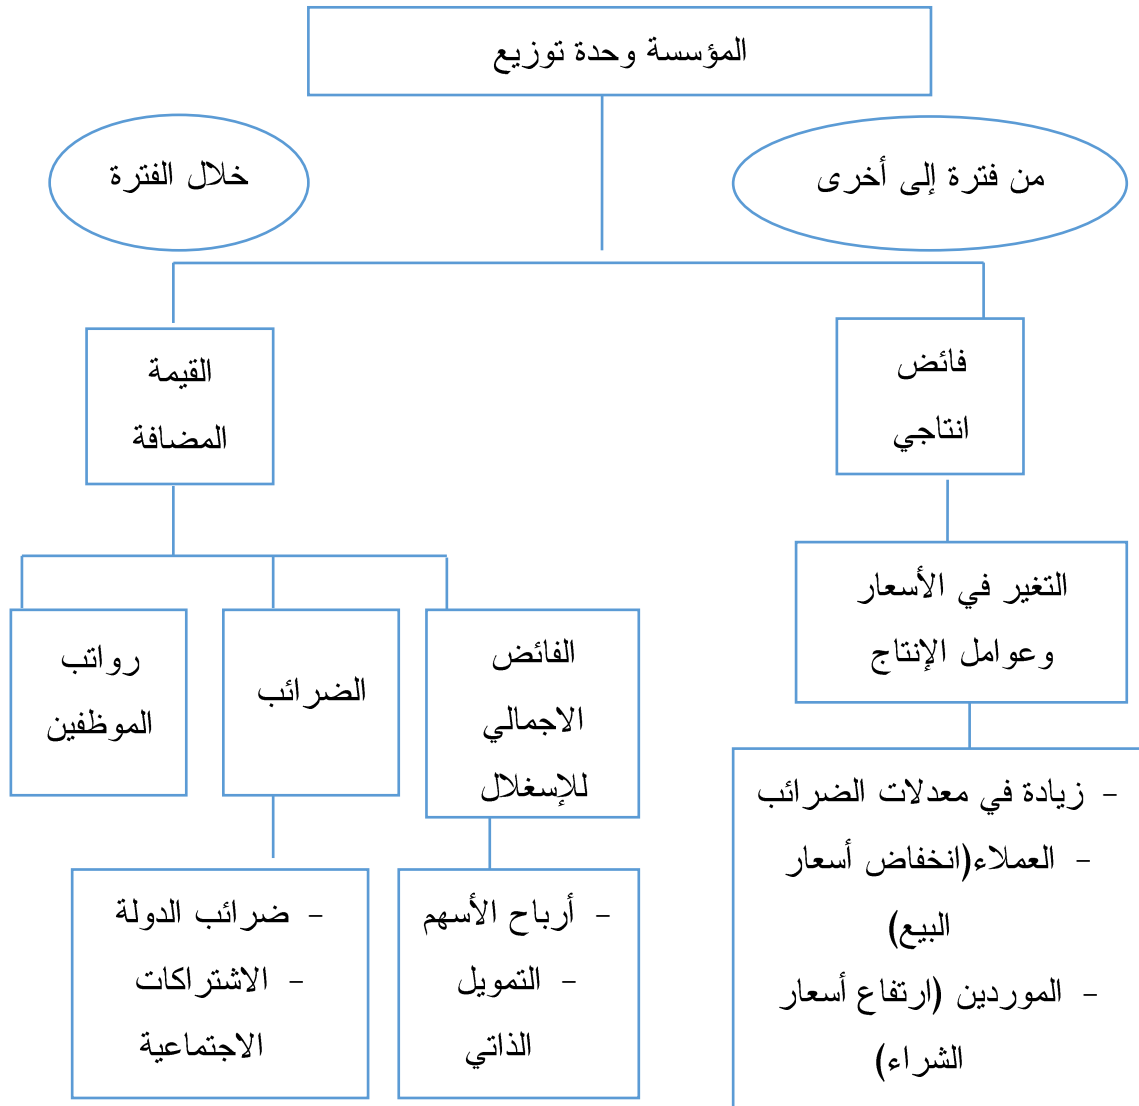 المؤسسة وحدة توزيع
من فترة إلى أخرى
خلال الفترة
فائض
انتاجي
القيمة
المضافة
التغير في الأسعار
وعوامل الإنتاج
الفائض
الاجمالي
للإسغلال
الضرائب
رواتب
الموظفين
- زيادة في معدلات الضرائب
- العملاء(انخفاض أسعار
البيع)
- الموردين (ارتفاع أسعار
الشراء)
- أرباح الأسهم
- التمويل
الذاتي
- ضرائب الدولة
- الاشتراكات
الاجتماعية